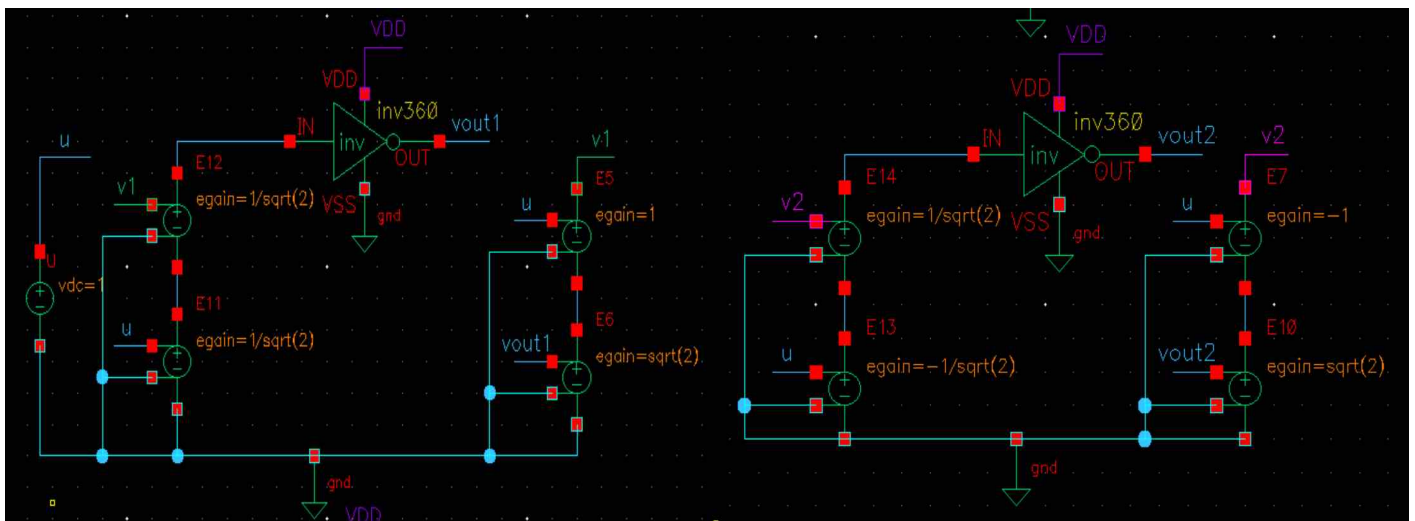 VDD
VDD
inv360
IN
inv
OUT
vout1
VSS
gnd
u
U
vdc=1
v1
E12
egain=1/sqrt(2)
E11
u
egain=1/sqrt(2)
v1
E5
u
egain=1
E6
vout1
egain=sqrt(2)
gnd
VDD
VDD
VDD
inv360
IN
inv
OUT
vout2
VSS
gnd
E14
v2
egain=1/sqrt(2)
E13
u
egain=-1/sqrt(2)
v2
E7
u
egain=-1
E10
vout2
egain=sqrt(2)
gnd